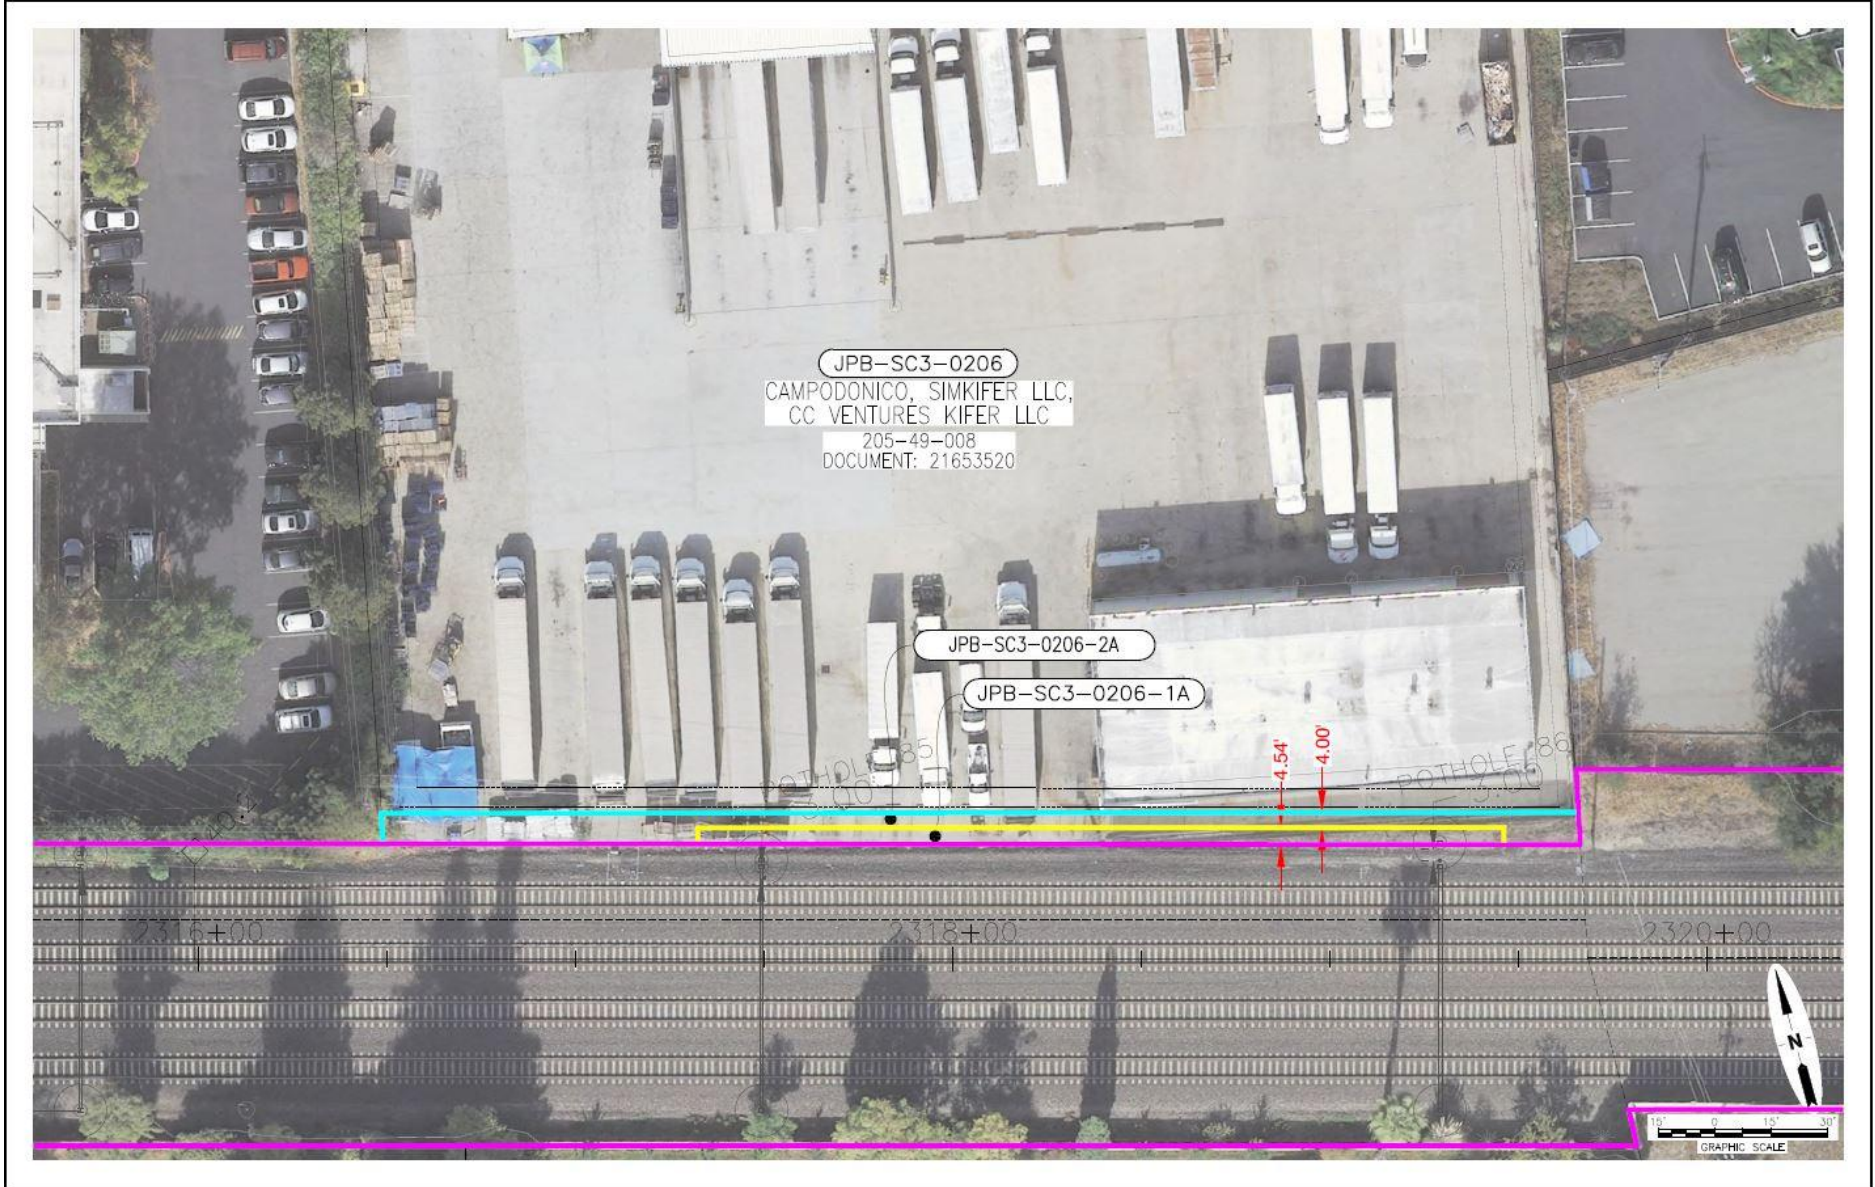 JPB-SC3-0206
CAMPODONICO, SIMKIFER LLC,
CC VENTURES KIFER LLC
205-49-008
DOCUMENT: 21653520
JPB-SC3-0206-2A
JPB-SC3-0206-1A
4.54'
4.00'
POTHOLE
POTHOLE
2316+00
2318+00
2320+00
N
15' 0 15' 30'
GRAPHIC SCALE